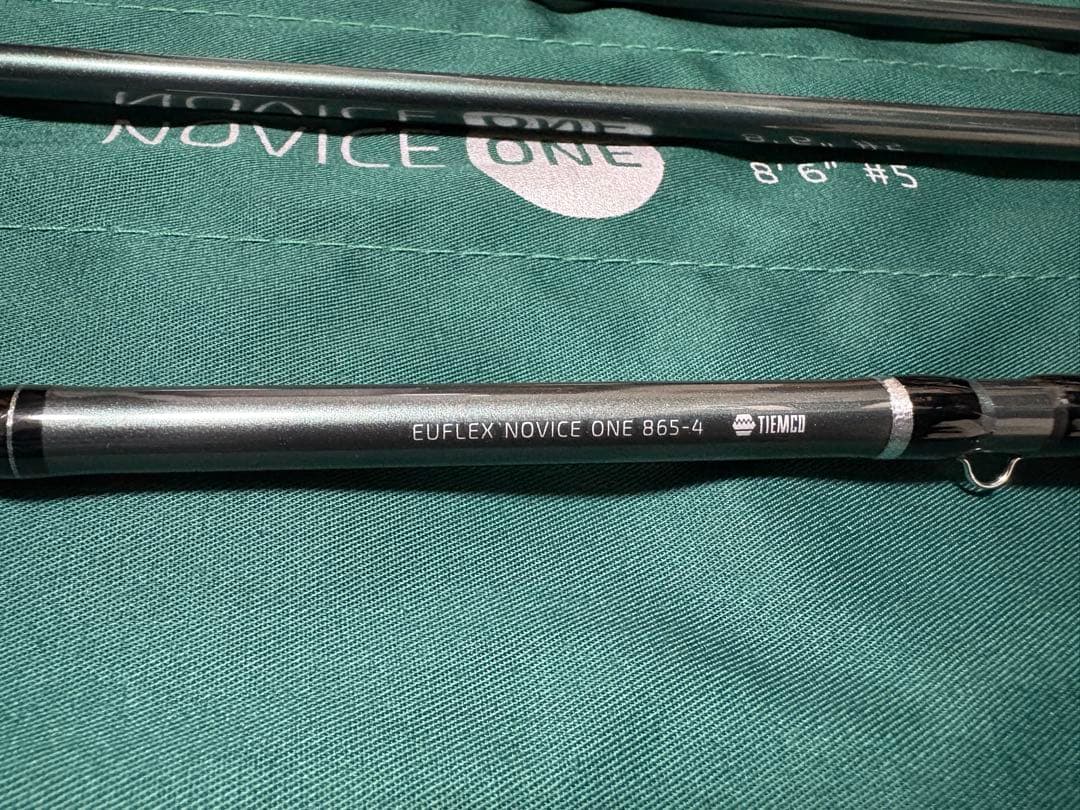 NOVICE ONE
8' 6" #5
EUFLEX NOVICE ONE 865-4 TIEMCO